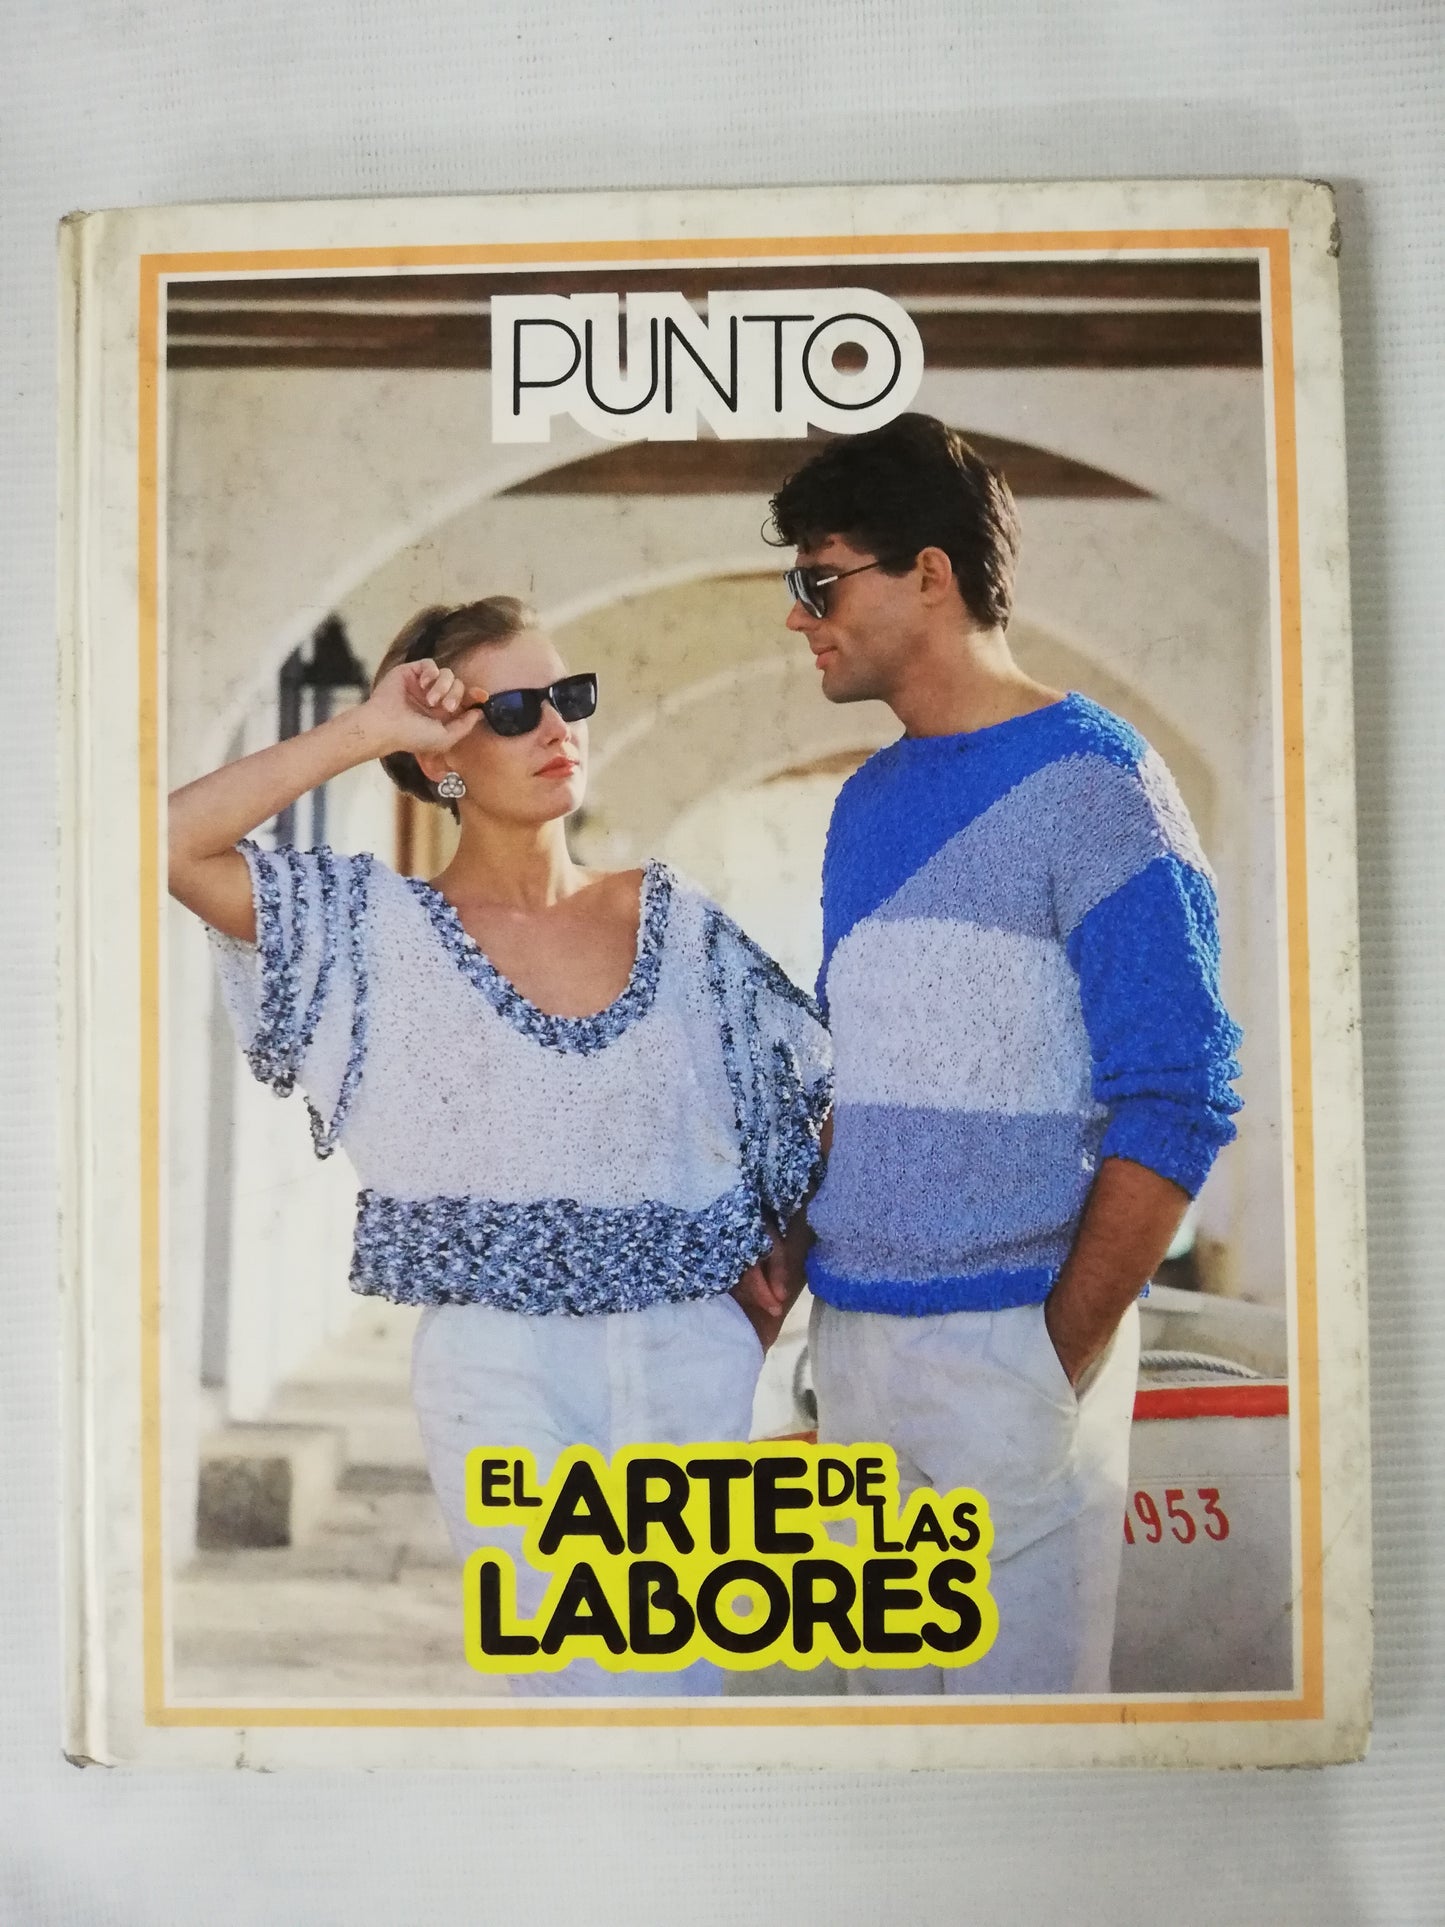 PUNTO
EL ARTE DE LAS
LABORES
1953